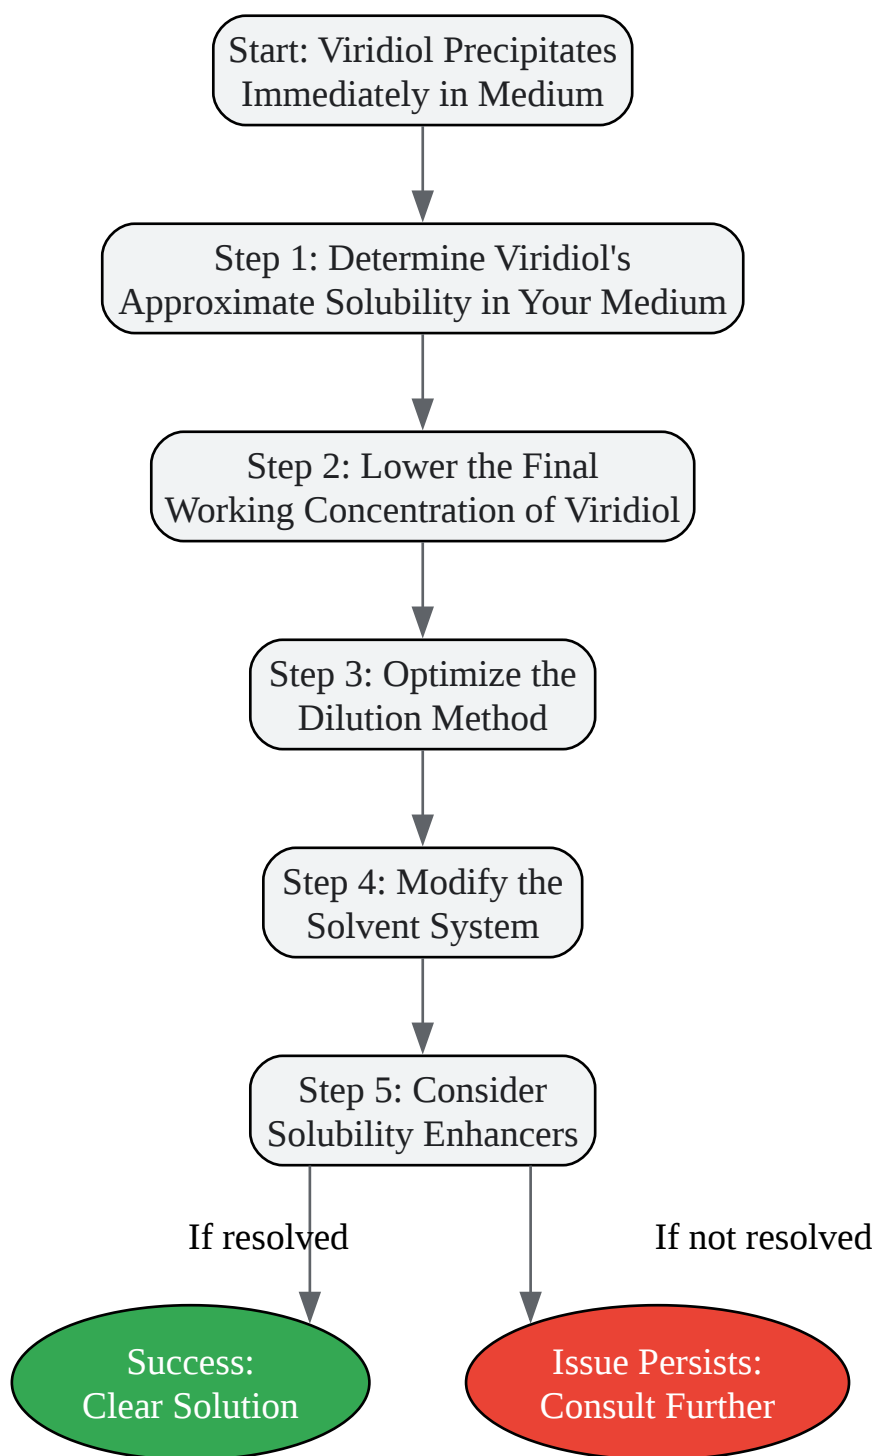 Start: Viridiol Precipitates
Immediately in Medium
Step 1: Determine Viridiol's
Approximate Solubility in Your Medium
Step 2: Lower the Final
Working Concentration of Viridiol
Step 3: Optimize the
Dilution Method
Step 4: Modify the
Solvent System
Step 5: Consider
Solubility Enhancers
If resolved
If not resolved
Success:
Clear Solution
Issue Persists:
Consult Further